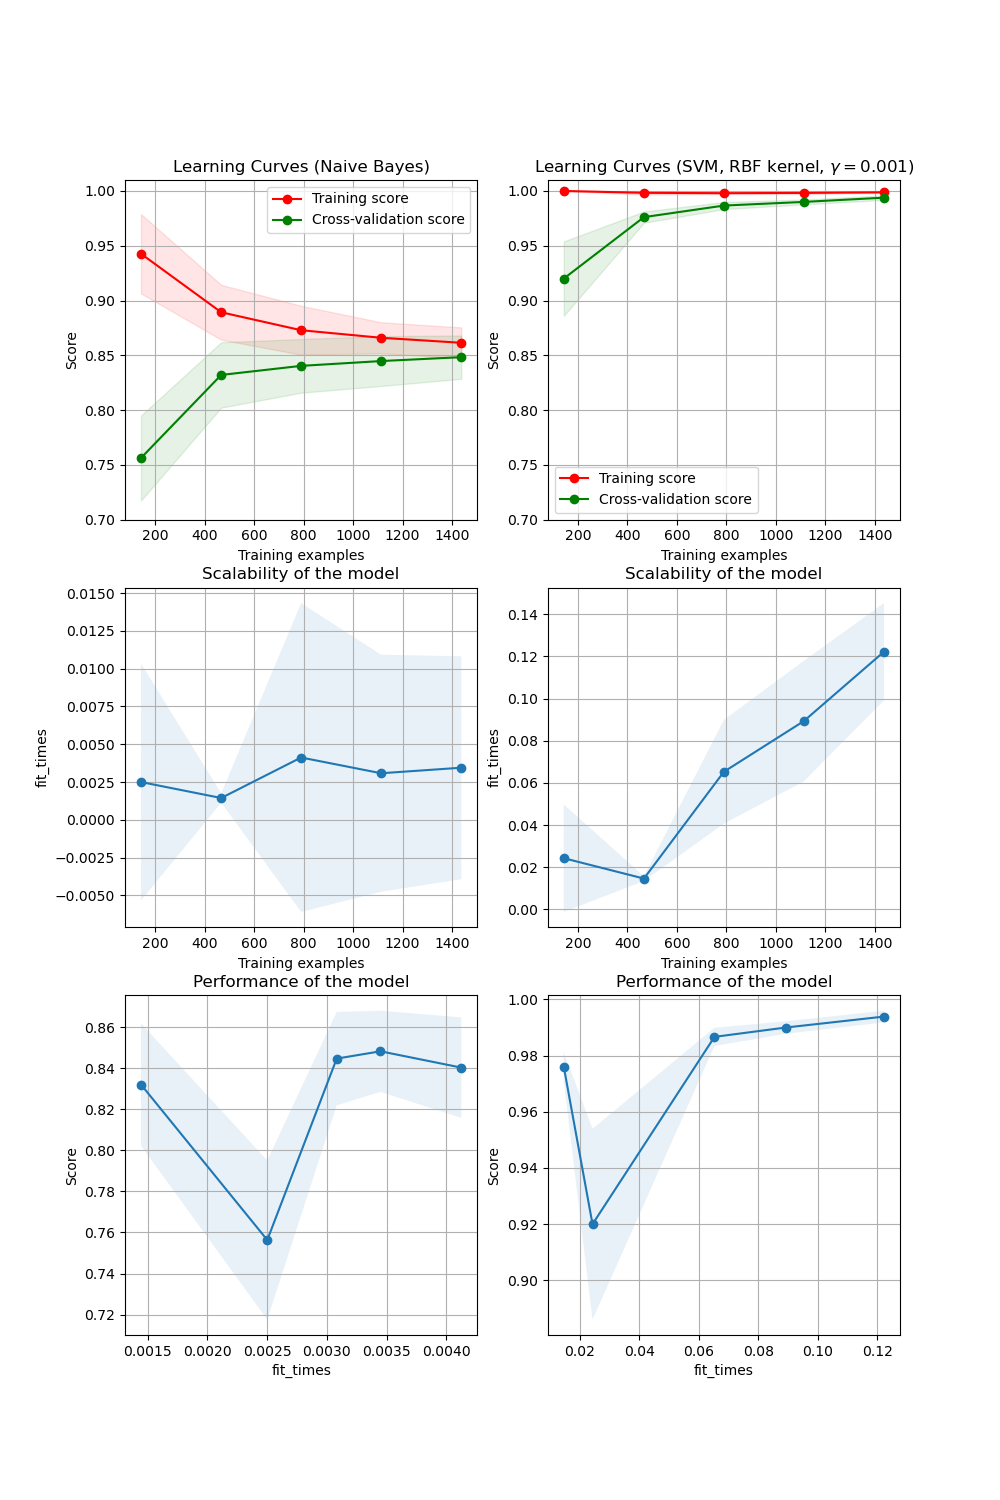 Learning Curves (Naive Bayes)
Score
1.00
0.95
0.90
0.85
0.80
0.75
0.70
Training score
Cross-validation score
200 400 600 800 1000 1200 1400
Training examples
Learning Curves (SVM, RBF kernel, γ = 0.001)
Score
1.00
0.95
0.90
0.85
0.80
0.75
0.70
Training score
Cross-validation score
200 400 600 800 1000 1200 1400
Training examples
Scalability of the model
fit_times
0.0150
0.0125
0.0100
0.0075
0.0050
0.0025
0.0000
−0.0025
−0.0050
200 400 600 800 1000 1200 1400
Training examples
Scalability of the model
fit_times
0.14
0.12
0.10
0.08
0.06
0.04
0.02
0.00
200 400 600 800 1000 1200 1400
Training examples
Performance of the model
Score
0.86
0.84
0.82
0.80
0.78
0.76
0.74
0.72
0.0015 0.0020 0.0025 0.0030 0.0035 0.0040
fit_times
Performance of the model
Score
1.00
0.98
0.96
0.94
0.92
0.90
0.02 0.04 0.06 0.08 0.10 0.12
fit_times